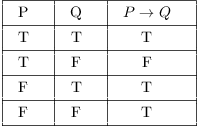 P Q P → Q
T T T
T F F
F T T
F F T